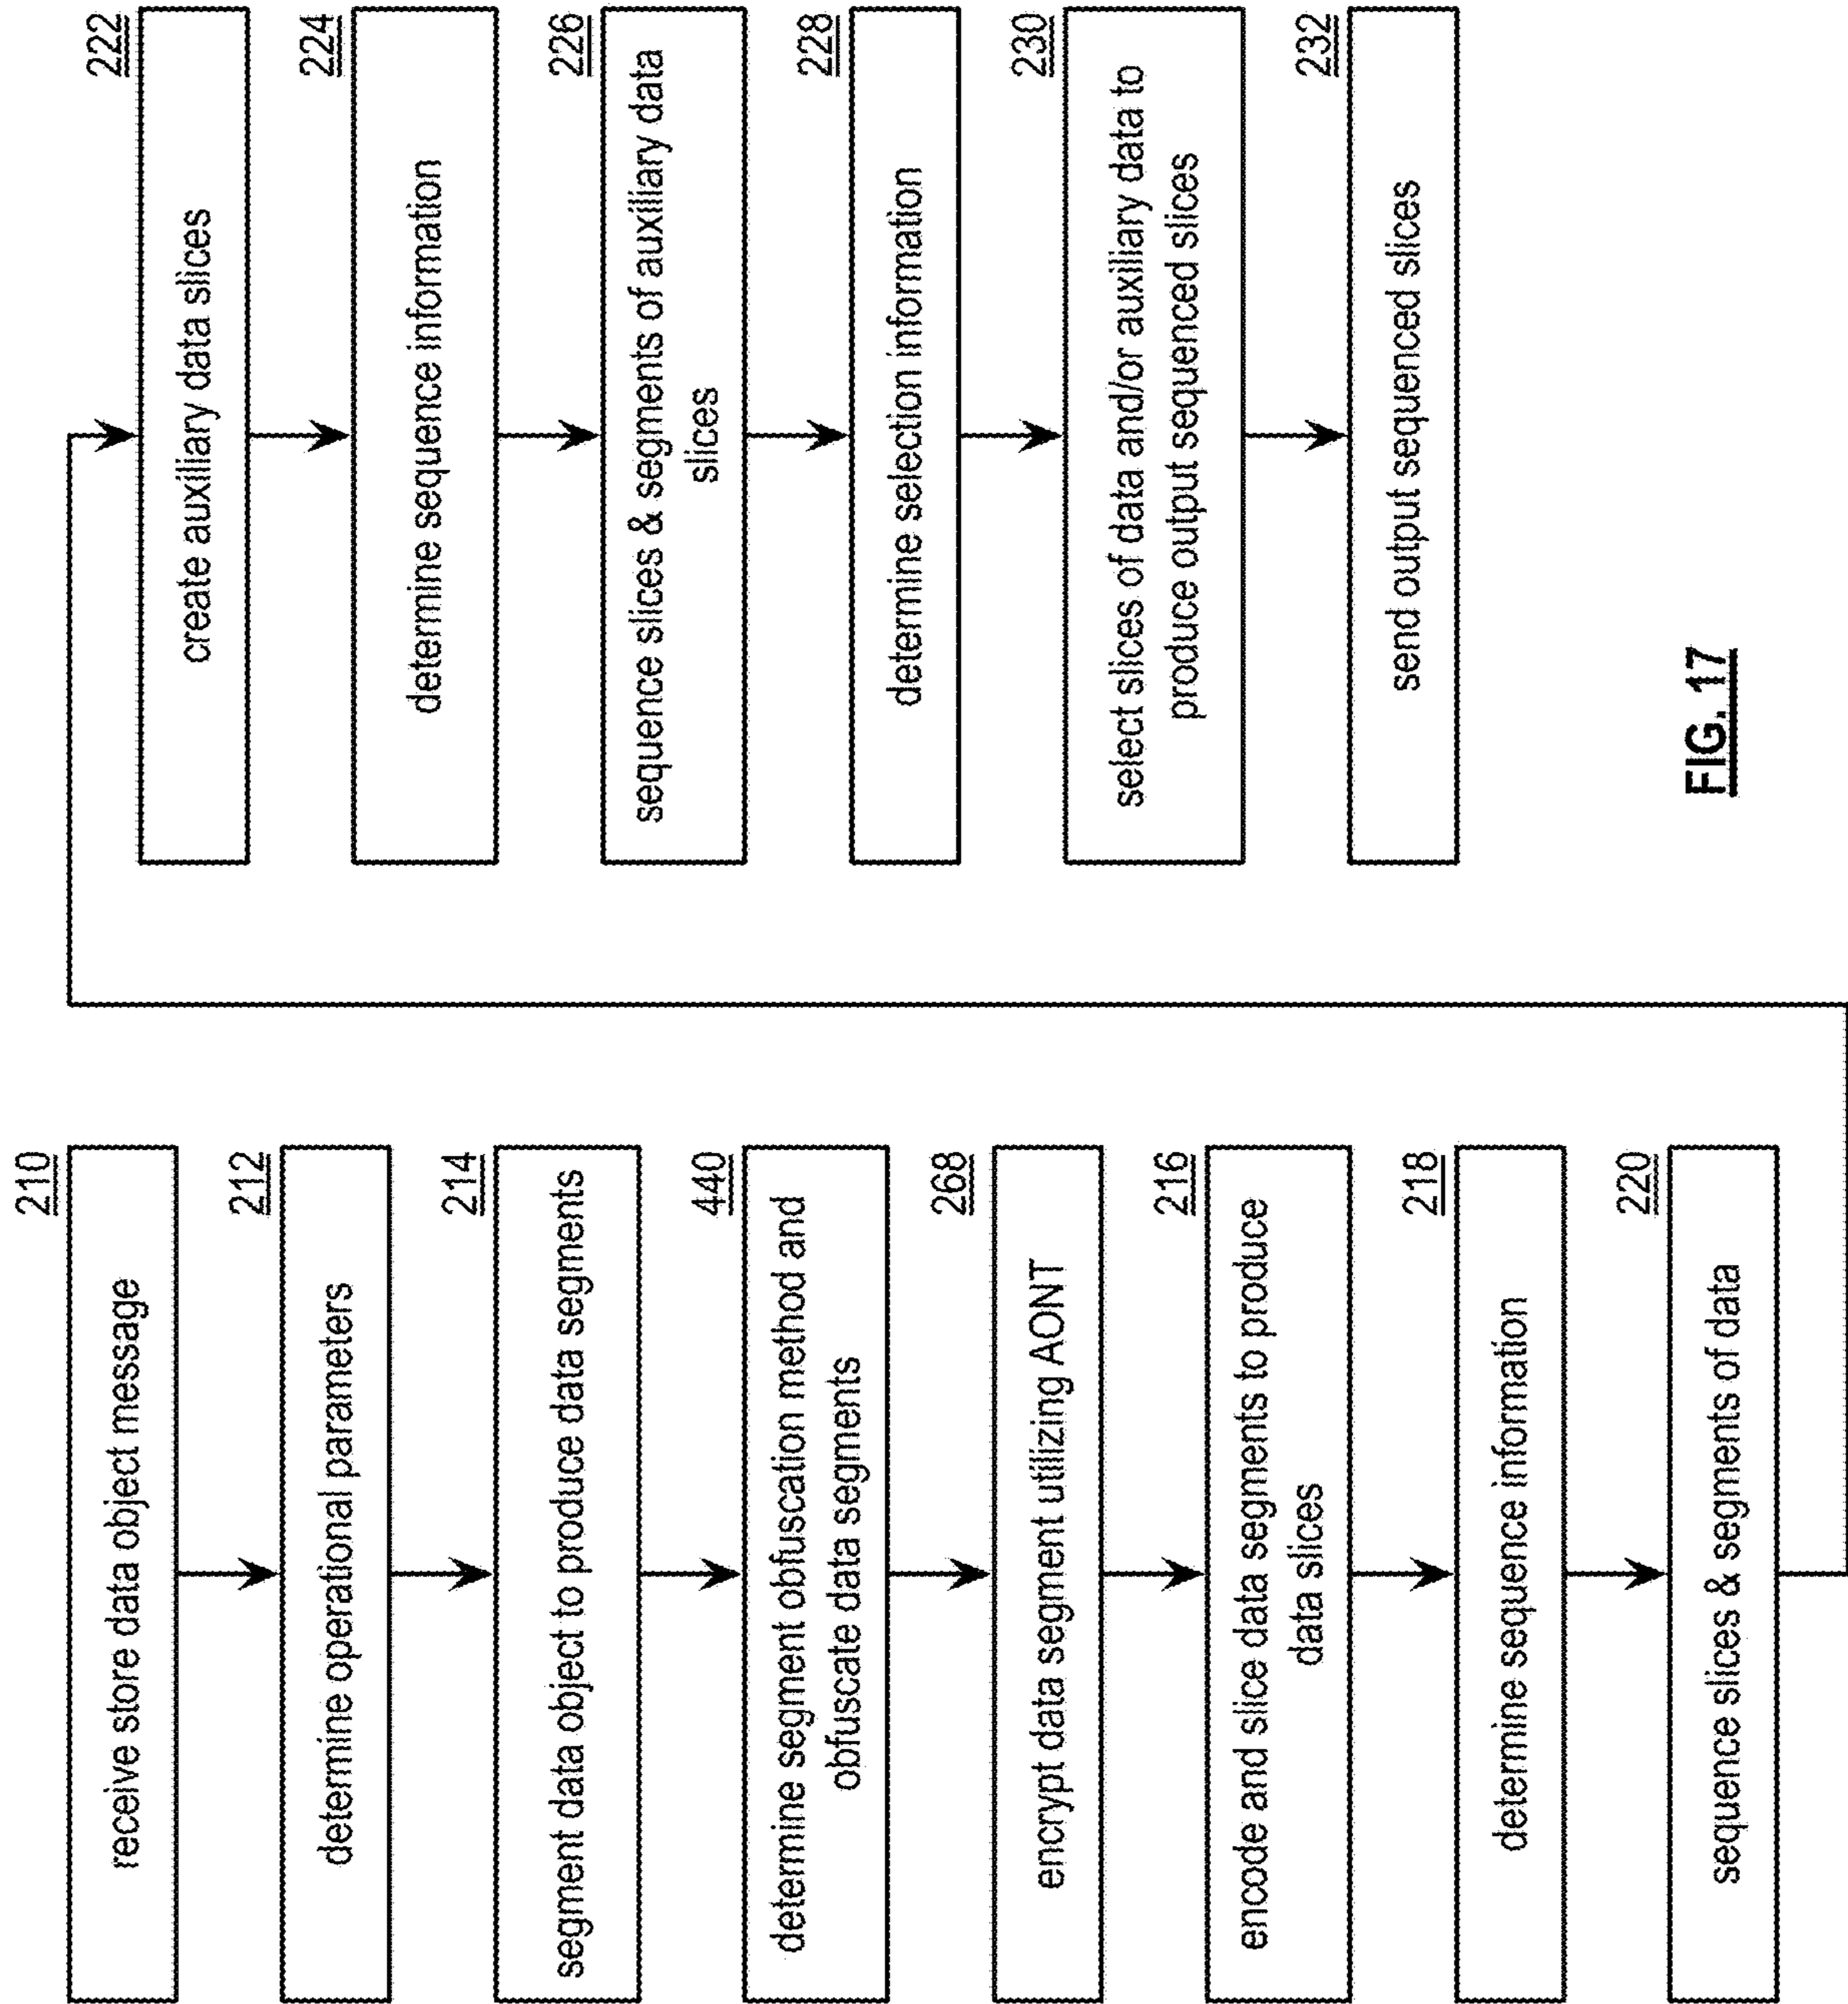 210
receive store data object message
212
determine operational parameters
214
segment data object to produce data segments
440
determine segment obfuscation method and
obfuscate data segments
268
encrypt data segment utilizing AONT
216
encode and slice data segments to produce
data slices
218
determine sequence information
220
sequence slices & segments of data
222
create auxiliary data slices
224
determine sequence information
226
sequence slices & segments of auxiliary data
slices
228
determine selection information
230
select slices of data and/or auxiliary data to
produce output sequenced slices
232
send output sequenced slices
FIG. 17